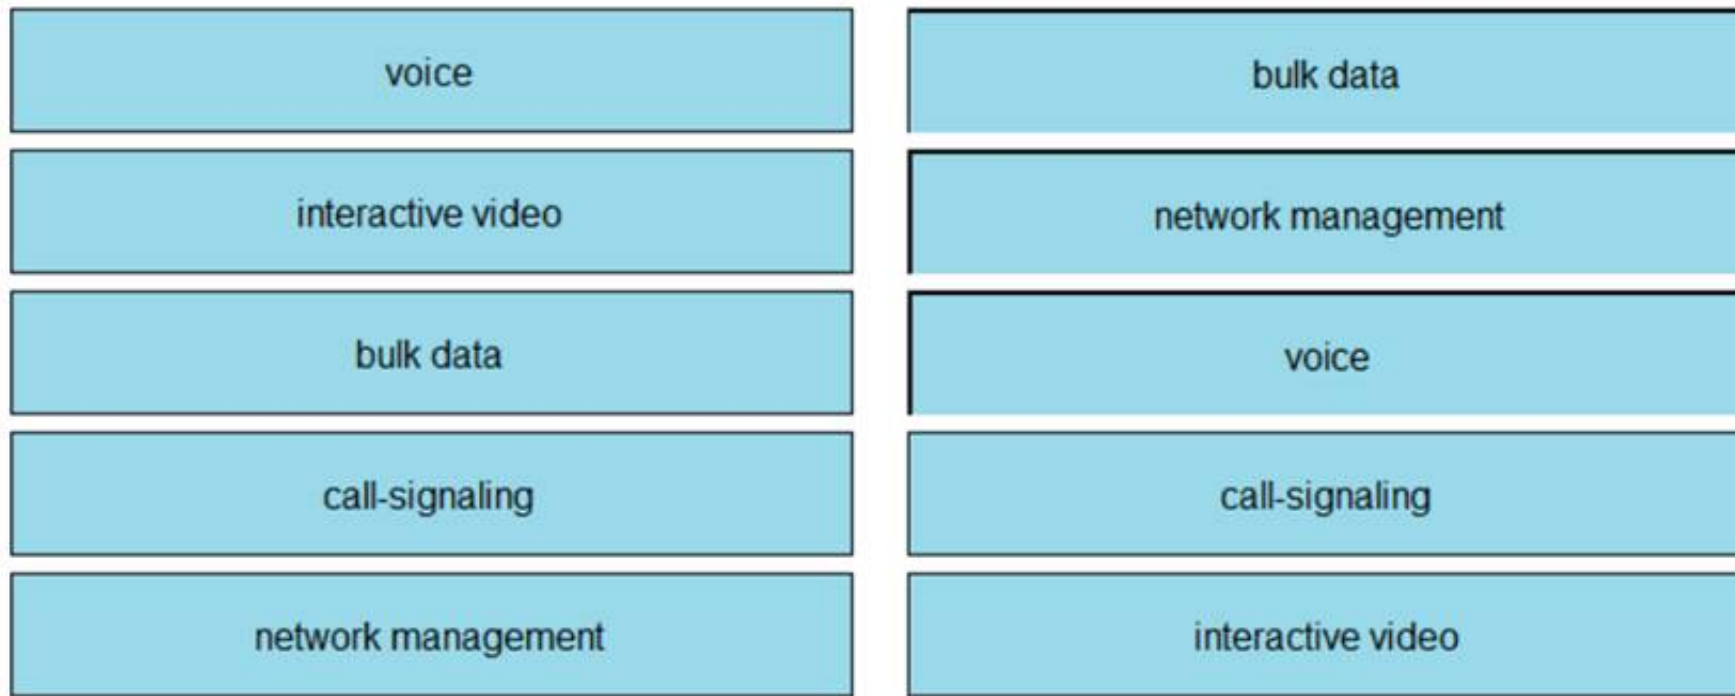 voice
interactive video
bulk data
call-signaling
network management
bulk data
network management
voice
call-signaling
interactive video